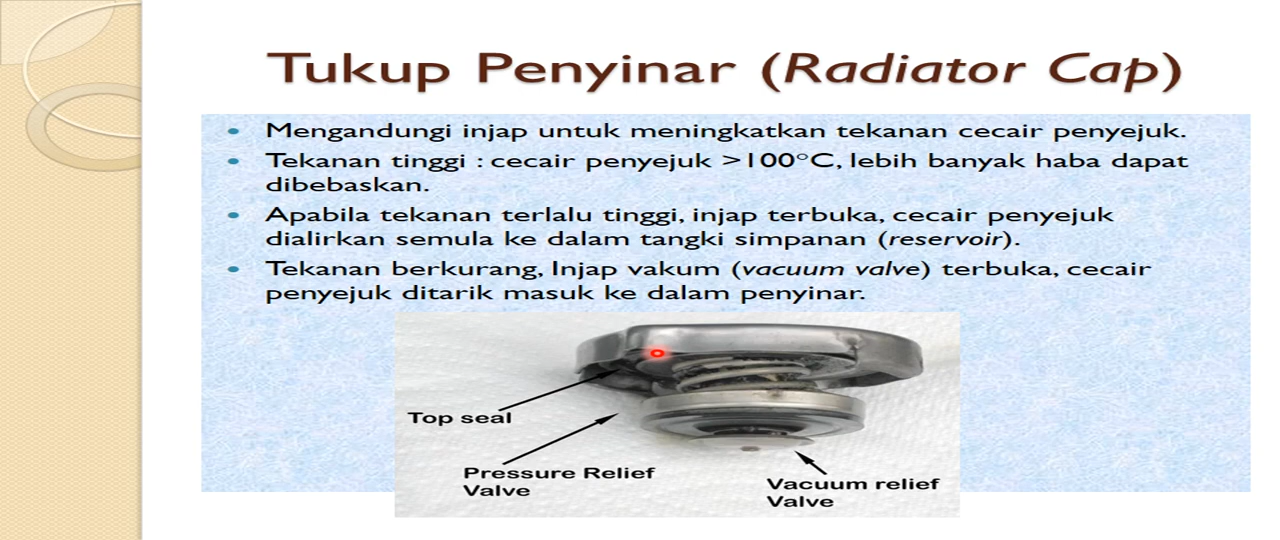 Tukup Penyinar (Radiator Cap)
Mengandungi injap untuk meningkatkan tekanan cecair penyejuk.
Tekanan tinggi : cecair penyejuk >100°C, lebih banyak haba dapat
dibebaskan.
Apabila tekanan terlalu tinggi, injap terbuka, cecair penyejuk
dialirkan semula ke dalam tangki simpanan (reservoir).
Tekanan berkurang, Injap vakum (vacuum valve) terbuka, cecair
penyejuk ditarik masuk ke dalam penyinar.
Top seal
Pressure Relief
Valve
Vacuum relief
Valve